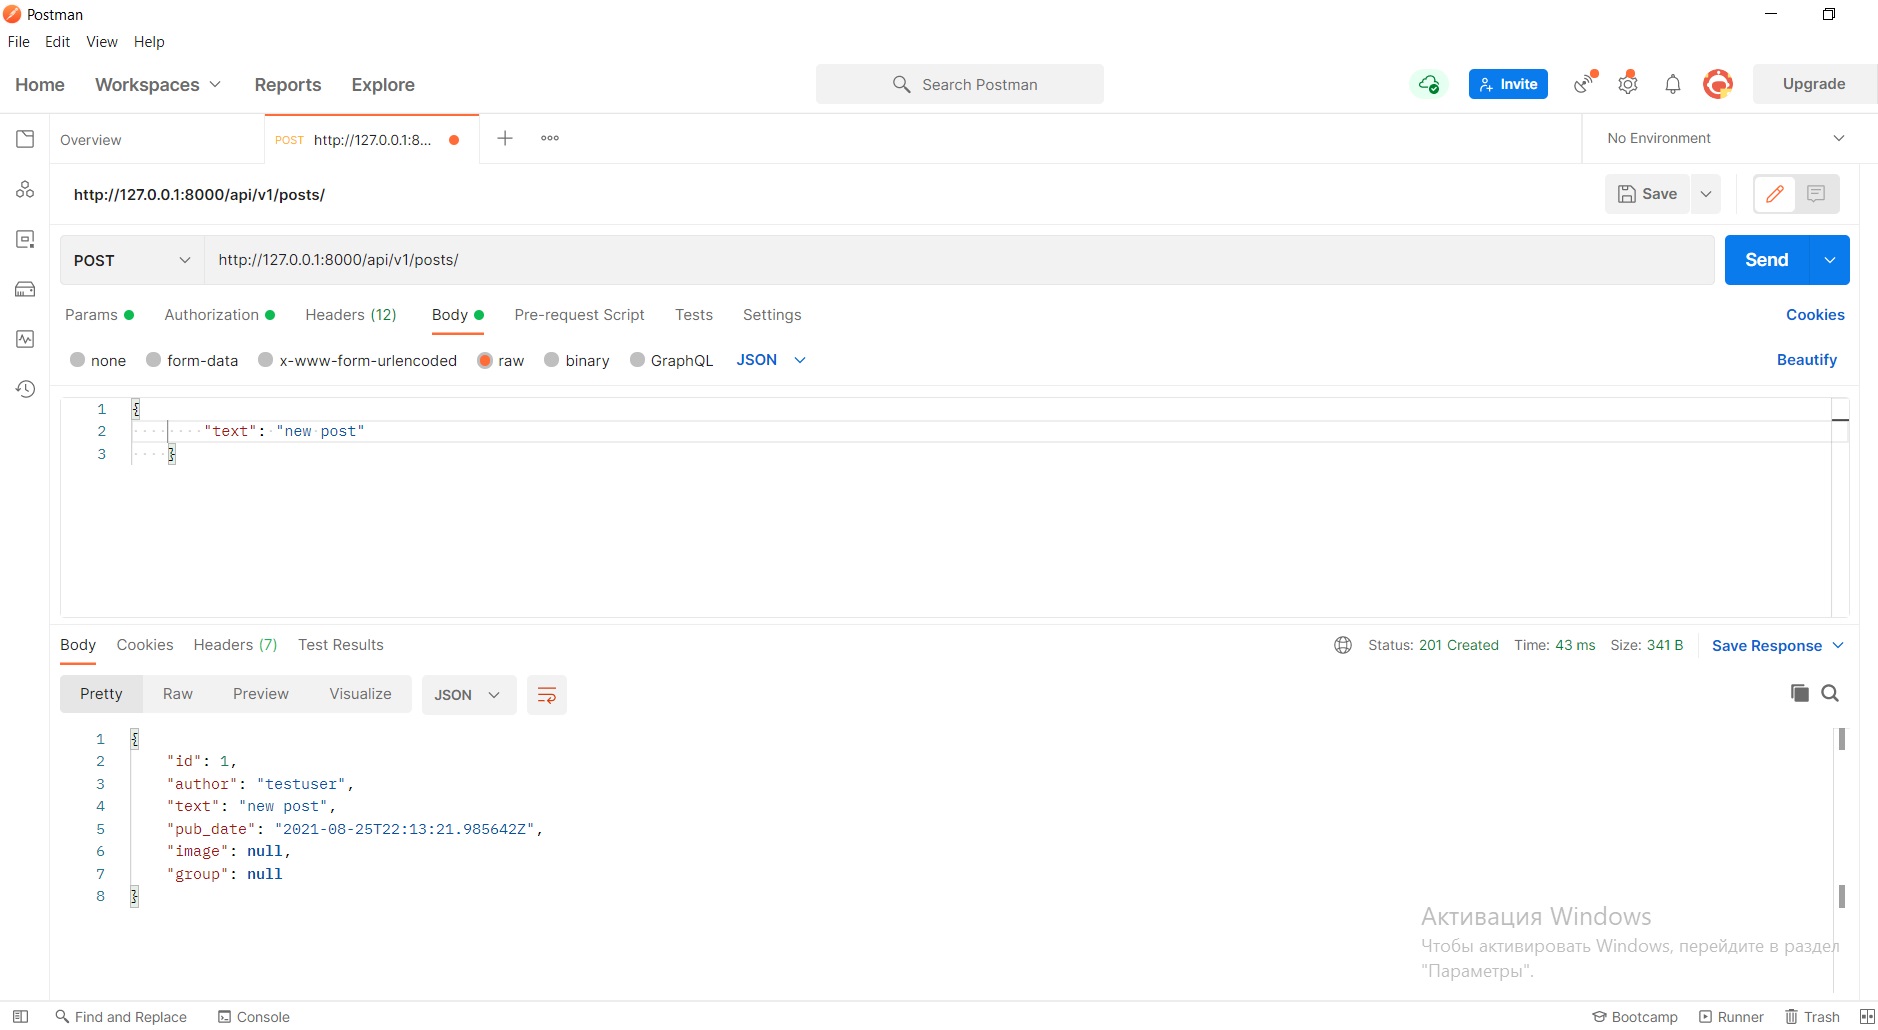 Postman
File Edit View Help
Home Workspaces Reports Explore Search Postman Invite Upgrade
Overview POST http://127.0.0.1:8... No Environment
http://127.0.0.1:8000/api/v1/posts/ Save
POST http://127.0.0.1:8000/api/v1/posts/ Send
Params Authorization Headers (12) Body Pre-request Script Tests Settings Cookies
none form-data x-www-form-urlencoded raw binary GraphQL JSON Beautify
1 {
2 "text": "new post"
3 }
Body Cookies Headers (7) Test Results Status: 201 Created Time: 43 ms Size: 341 B Save Response
Pretty Raw Preview Visualize JSON
1 {
2 "id": 1,
3 "author": "testuser",
4 "text": "new post",
5 "pub_date": "2021-08-25T22:13:21.985642Z",
6 "image": null,
7 "group": null
8 }
Активация Windows
Чтобы активировать Windows, перейдите в раздел
"Параметры".
Find and Replace Console Bootcamp Runner Trash